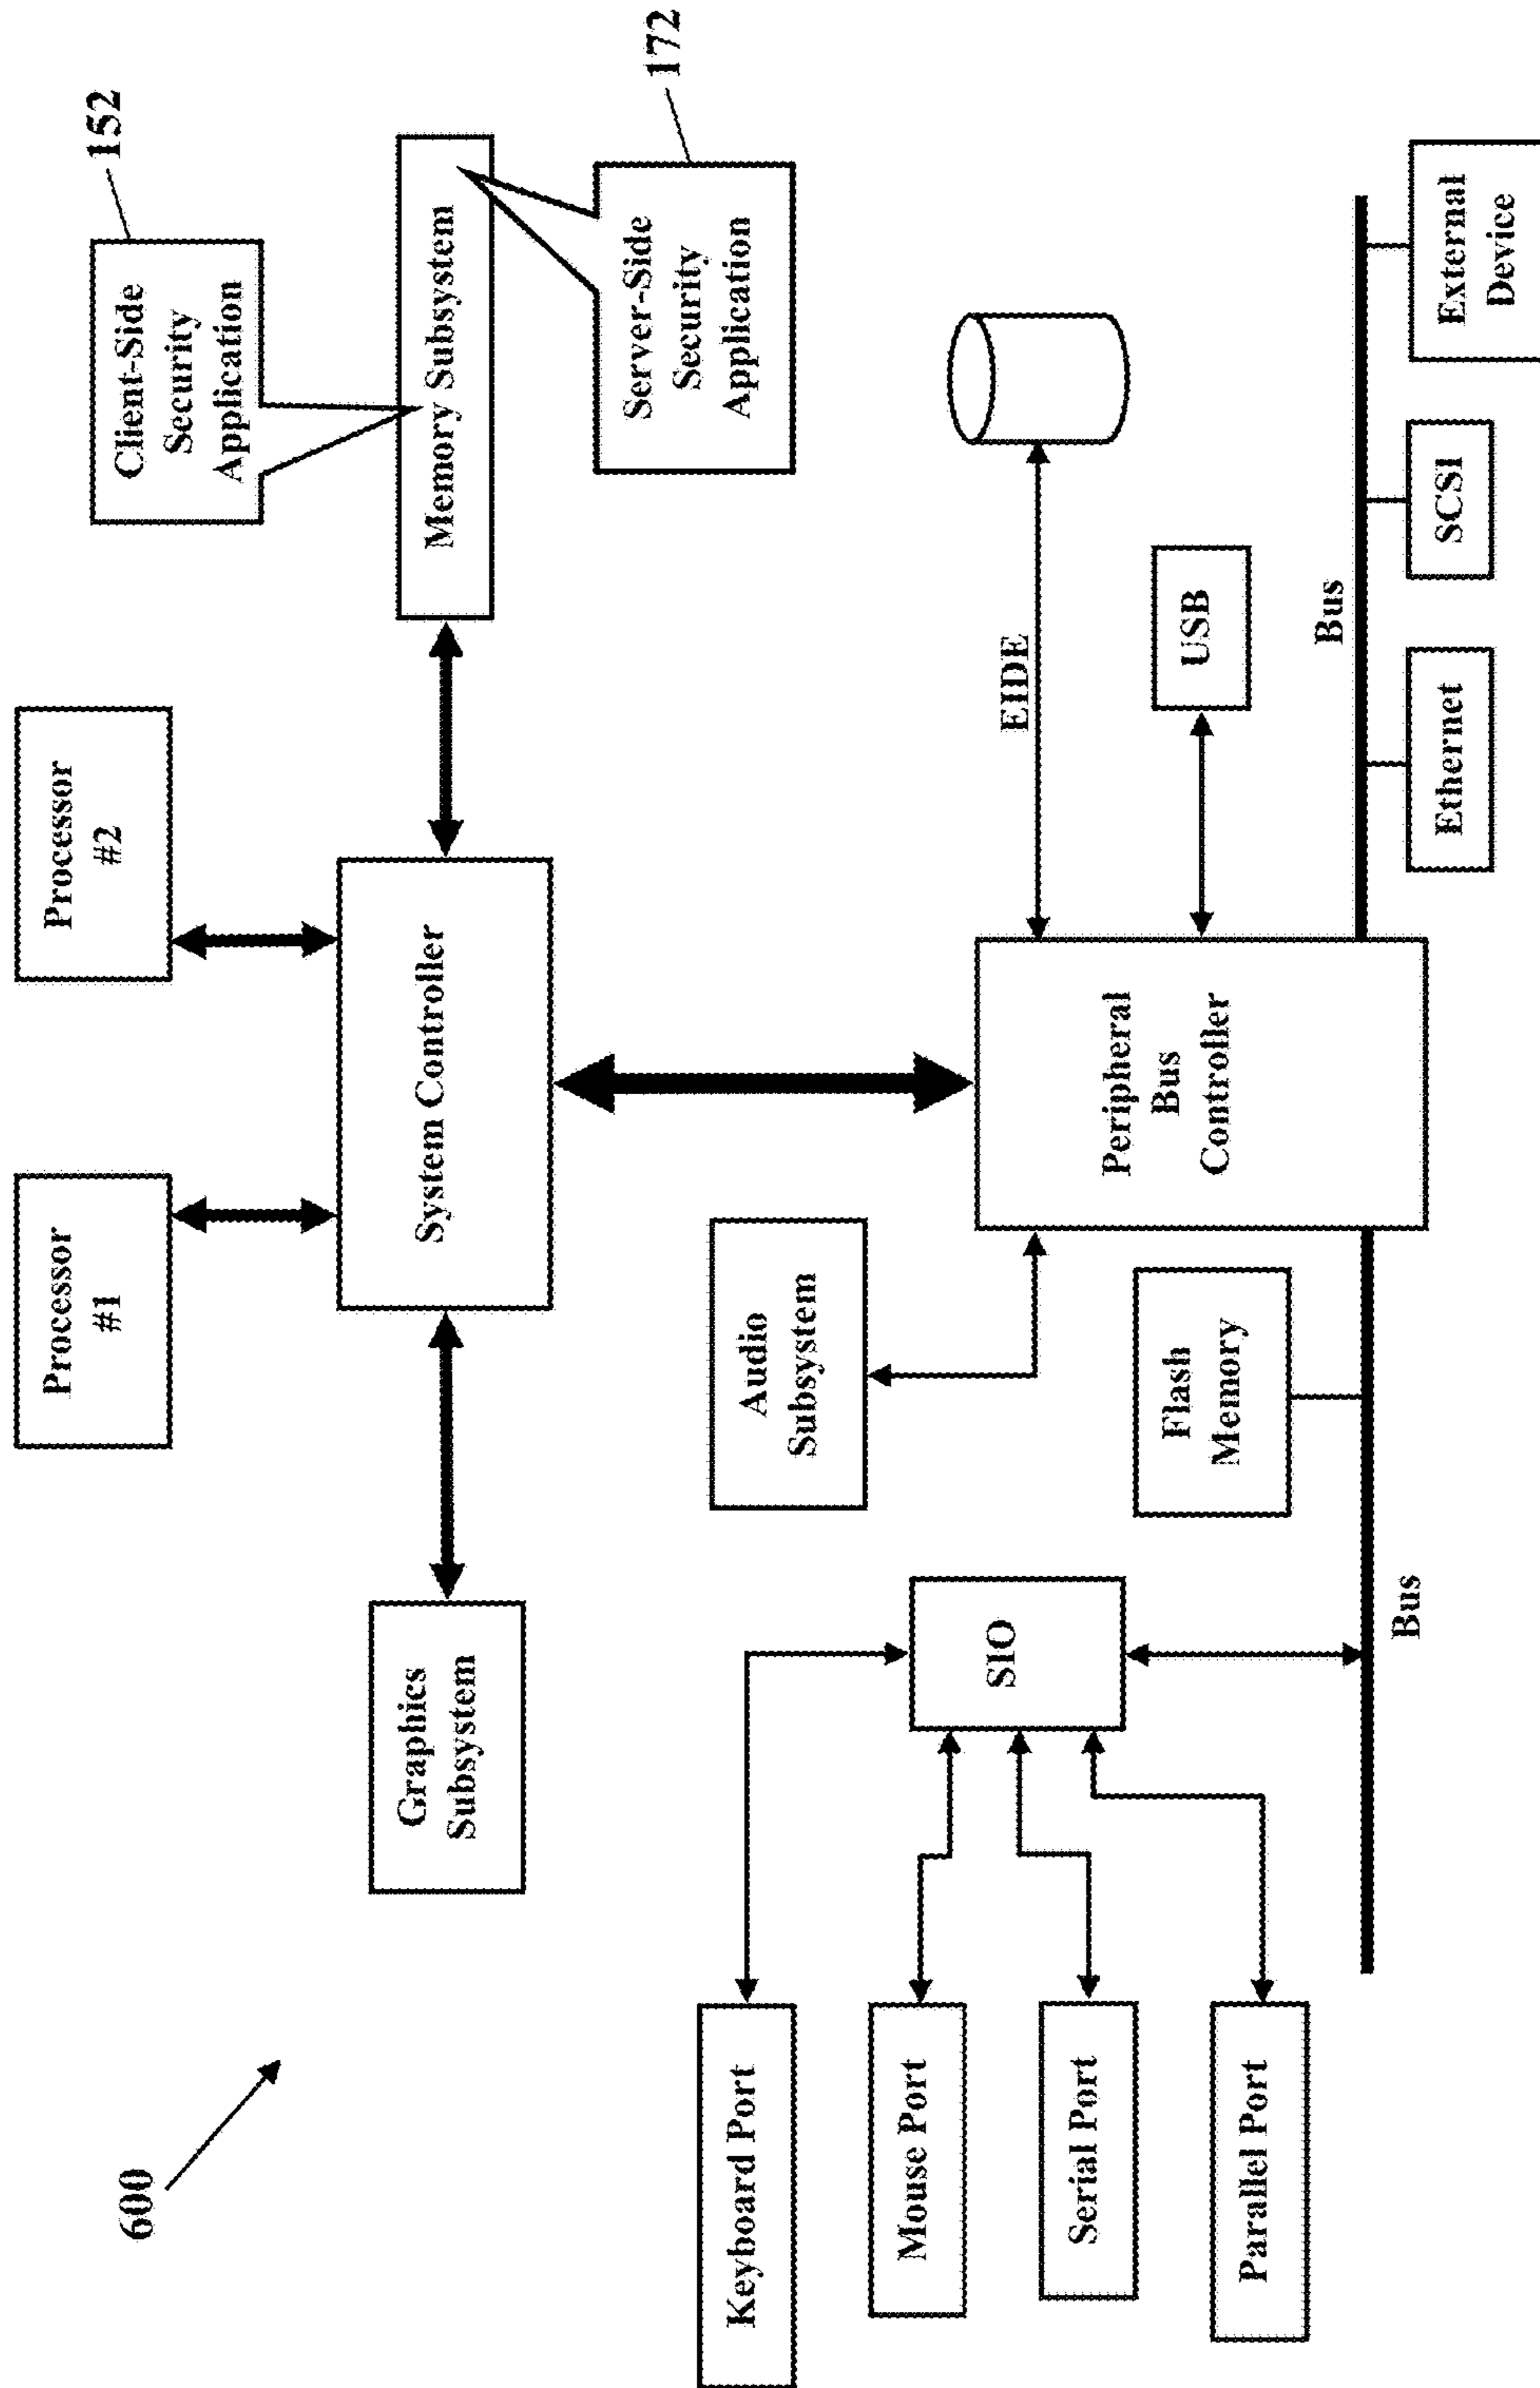 600
Processor
#1
Processor
#2
152
Client-Side
Security
Application
Graphics
Subsystem
System Controller
Memory Subsystem
172
Server-Side
Security
Application
Keyboard Port
Mouse Port
Serial Port
Parallel Port
SIO
Audio
Subsystem
Flash
Memory
Peripheral
Bus
Controller
EIDE
USB
Bus
Bus
Ethernet
SCSI
External
Device